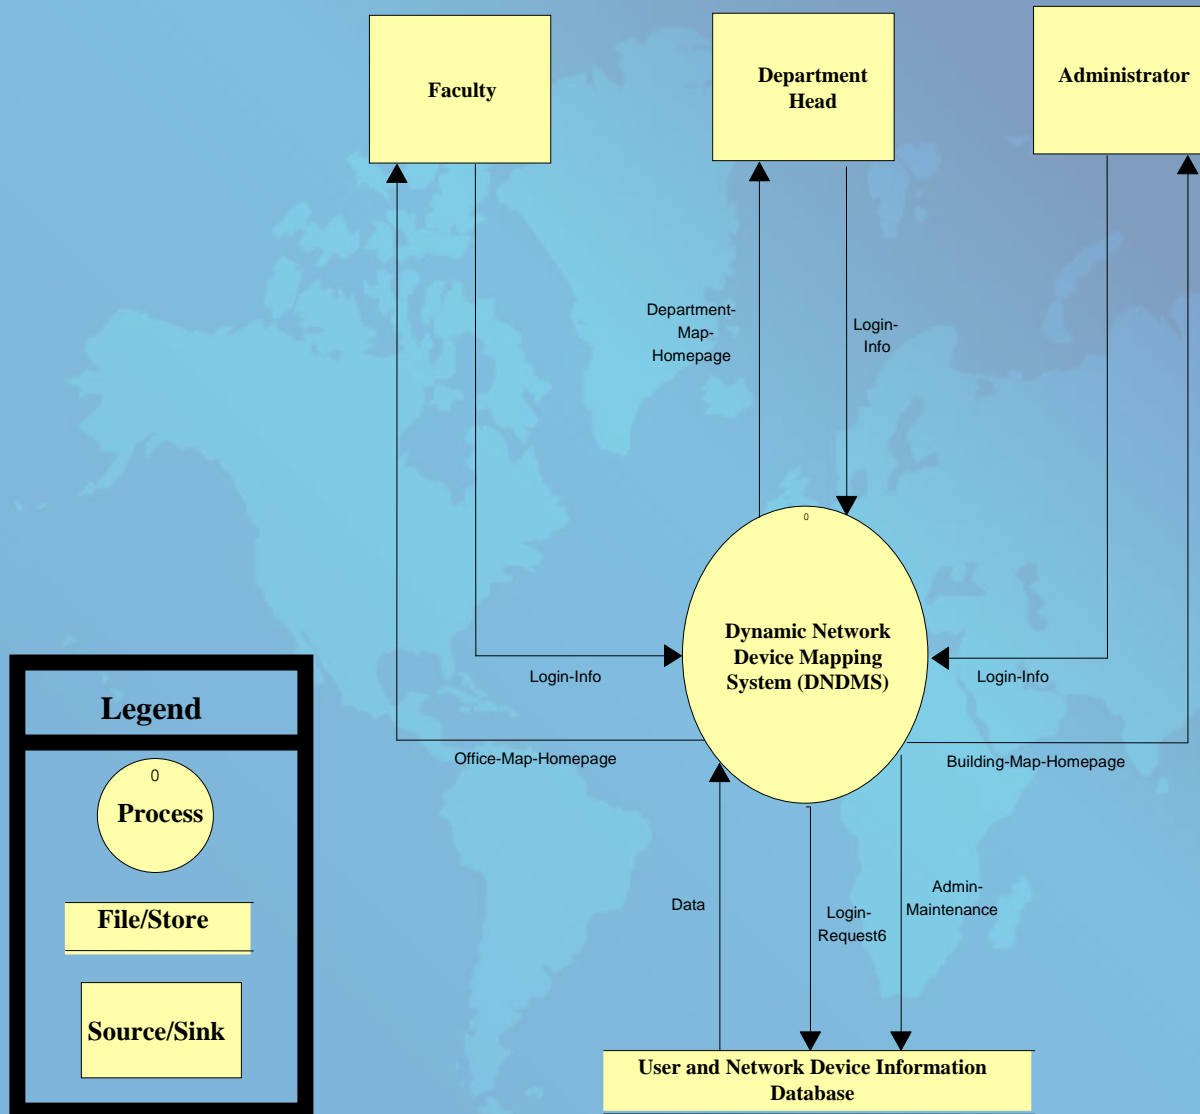 Faculty
Department
Head
Administrator
Department-
Map-
Homepage
Login-
Info
0
Dynamic Network
Device Mapping
System (DNDMS)
Login-Info
Login-Info
Office-Map-Homepage
Building-Map-Homepage
Data
Login-
Request6
Admin-
Maintenance
User and Network Device Information
Database
Legend
0
Process
File/Store
Source/Sink